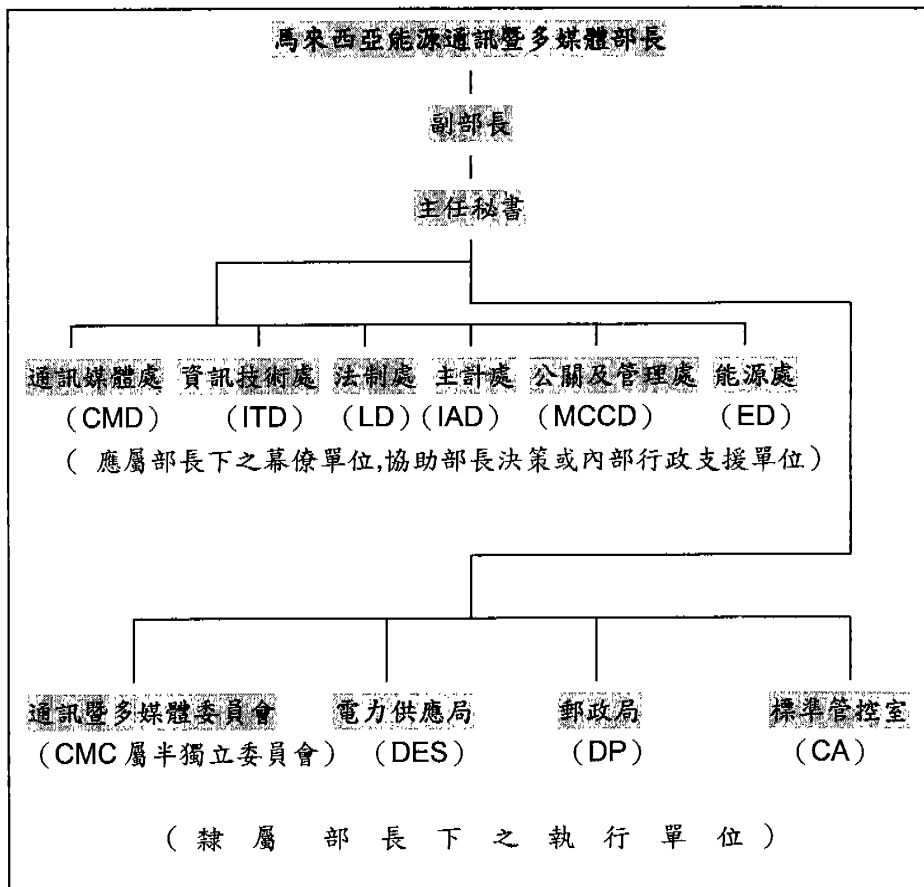 馬來西亞能源通訊暨多媒體部長
副部長
主任秘書
通訊媒體處 資訊技術處 法制處 主計處 公關及管理處 能源處
(CMD) (ITD) (LD) (IAD) (MCCD) (ED)
( 應屬部長下之幕僚單位,協助部長決策或內部行政支援單位)
通訊暨多媒體委員會 電力供應局 郵政局 標準管控室
(CMC 屬半獨立委員會) (DES) (DP) (CA)
( 隸屬 部長下之執行單位 )